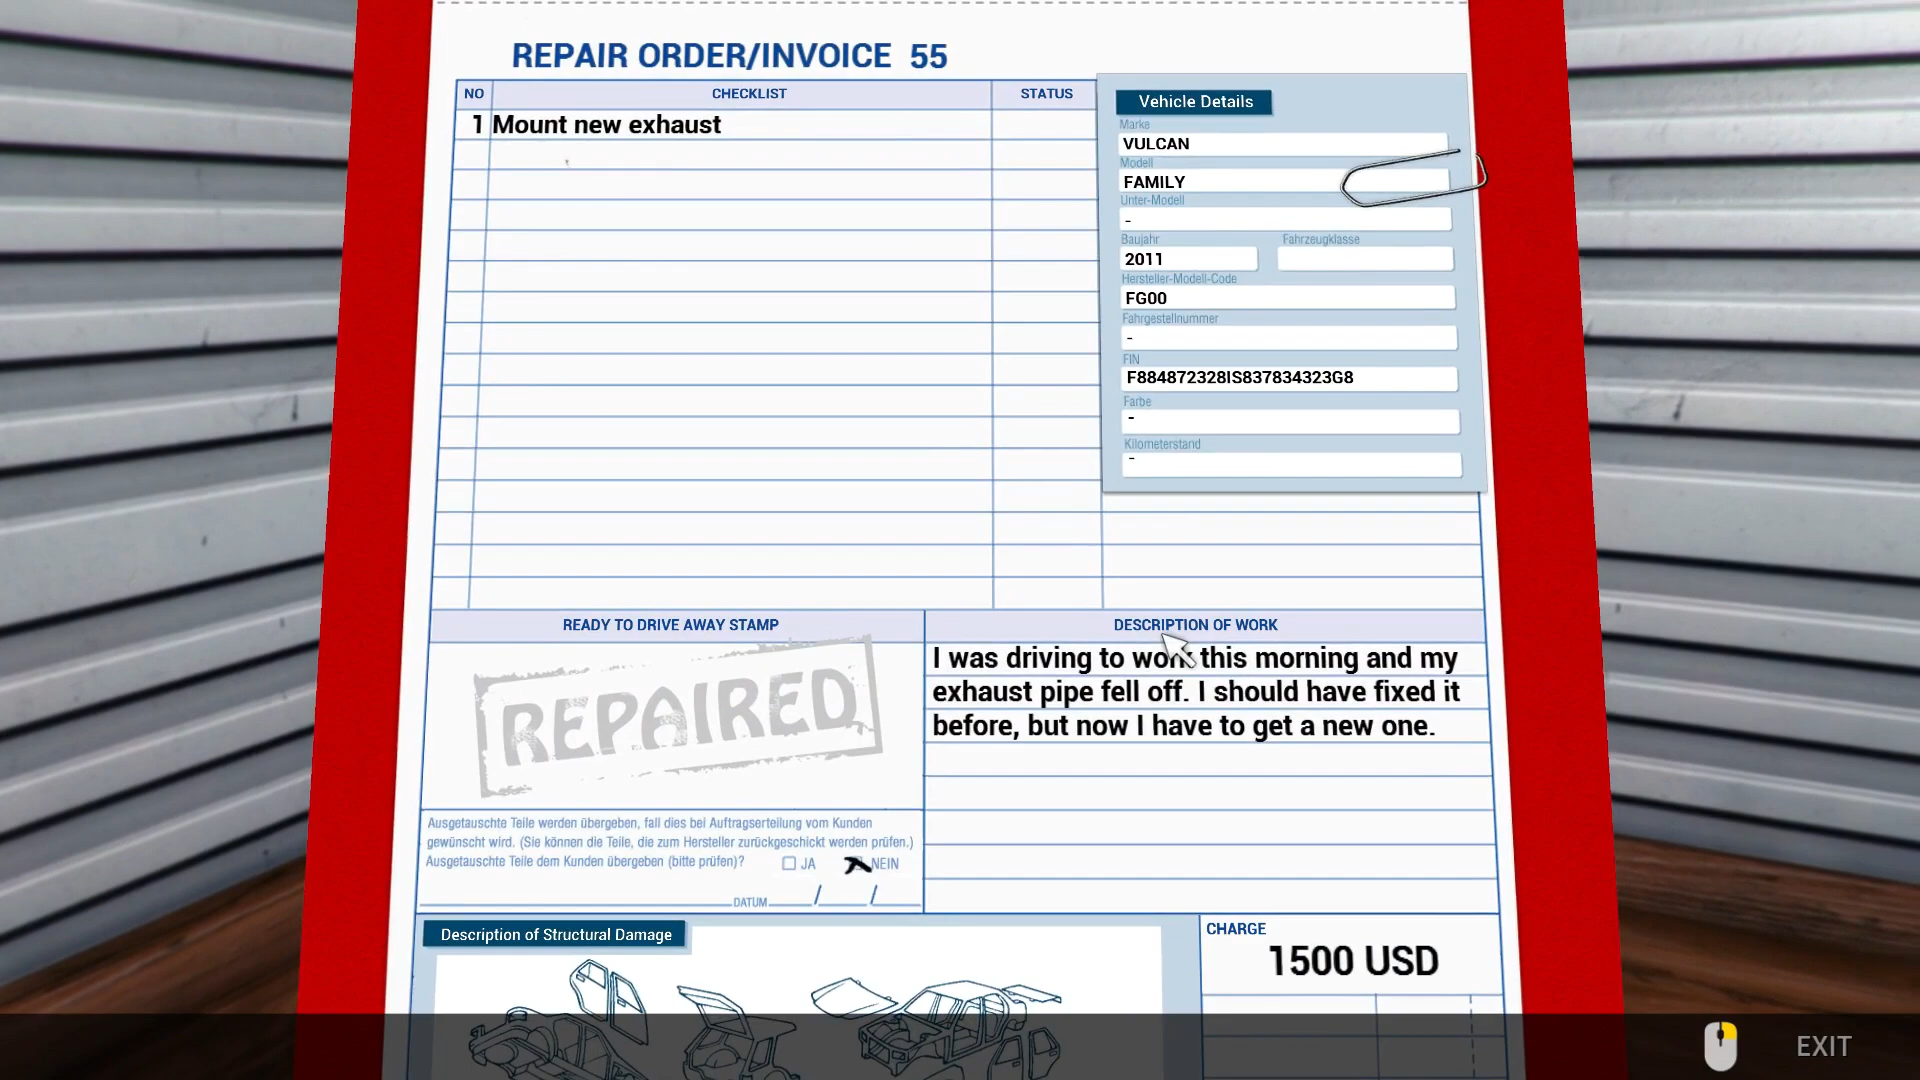 REPAIR ORDER/INVOICE 55
NO CHECKLIST STATUS
1 Mount new exhaust
Vehicle Details
Marke
VULCAN
Modell
FAMILY
Unter-Modell
-
Baujahr Fahrzeugklasse
2011
Hersteller-Modell-Code
FG00
Fahrgestellnummer
-
FIN
F884872328IS837834323G8
Farbe
-
Kilometerstand
-
READY TO DRIVE AWAY STAMP
REPAIRED
DESCRIPTION OF WORK
I was driving to work this morning and my
exhaust pipe fell off. I should have fixed it
before, but now I have to get a new one.
Ausgetauschte Teile werden übergeben, fall dies bei Auftragserteilung vom Kunden
gewünscht wird. (Sie können die Teile, die zum Hersteller zurückgeschickt werden prüfen.)
Ausgetauschte Teile dem Kunden übergeben (bitte prüfen)? JA NEIN
DATUM / /
Description of Structural Damage
CHARGE
1500 USD
EXIT